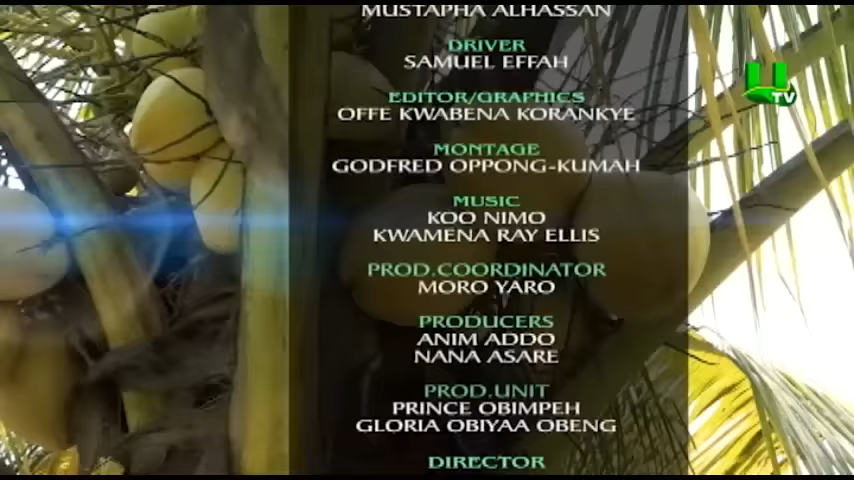 MUSTAPHA ALHASSAN
DRIVER
SAMUEL EFFAH
EDITOR/GRAPHICS
OFFE KWABENA KORANKYE
MONTAGE
GODFRED OPPONG-KUMAH
MUSIC
KOO NIMO
KWAMENA RAY ELLIS
PROD.COORDINATOR
MORO YARO
PRODUCERS
ANIM ADDO
NANA ASARE
PROD.UNIT
PRINCE OBIMPEH
GLORIA OBIYAA OBENG
DIRECTOR
U TV